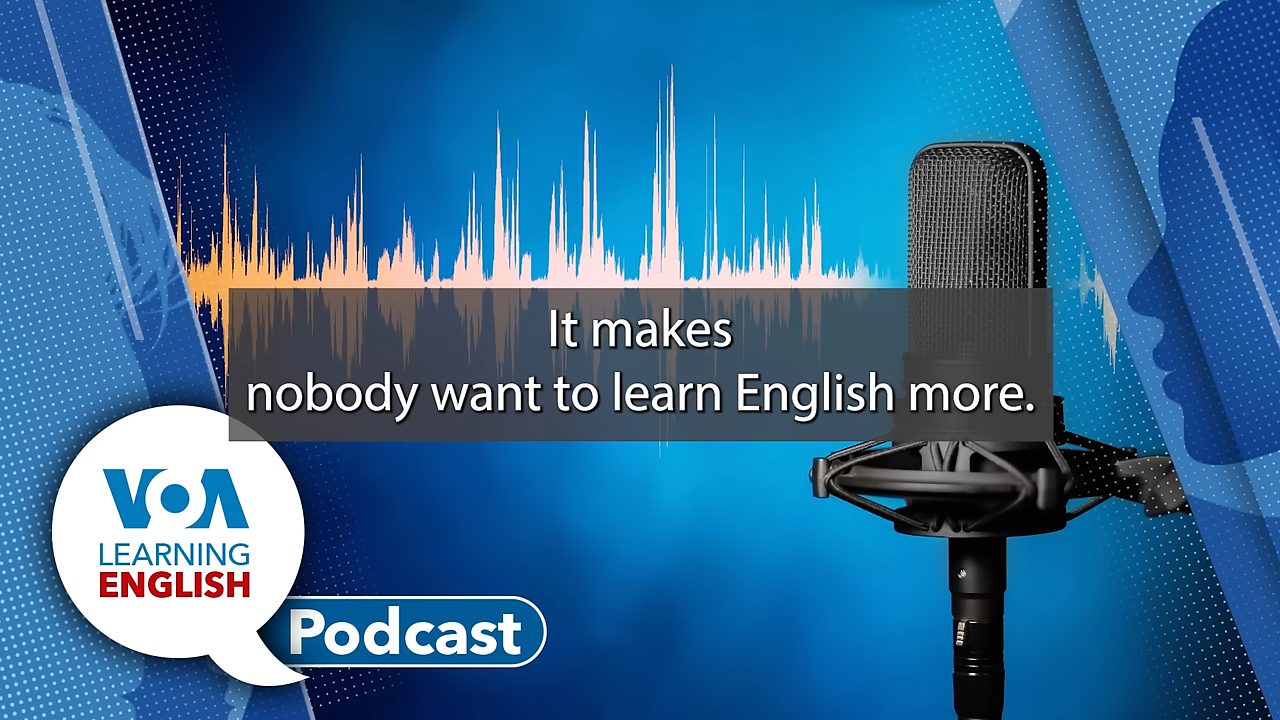 It makes
nobody want to learn English more.
VOA
LEARNING
ENGLISH
Podcast